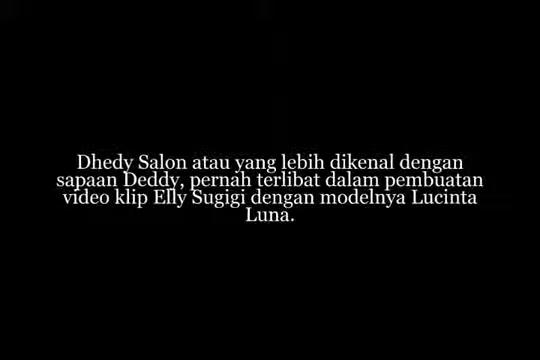 Dhedy Salon atau yang lebih dikenal dengan
sapaan Deddy, pernah terlibat dalam pembuatan
video klip Elly Sugigi dengan modelnya Lucinta
Luna.